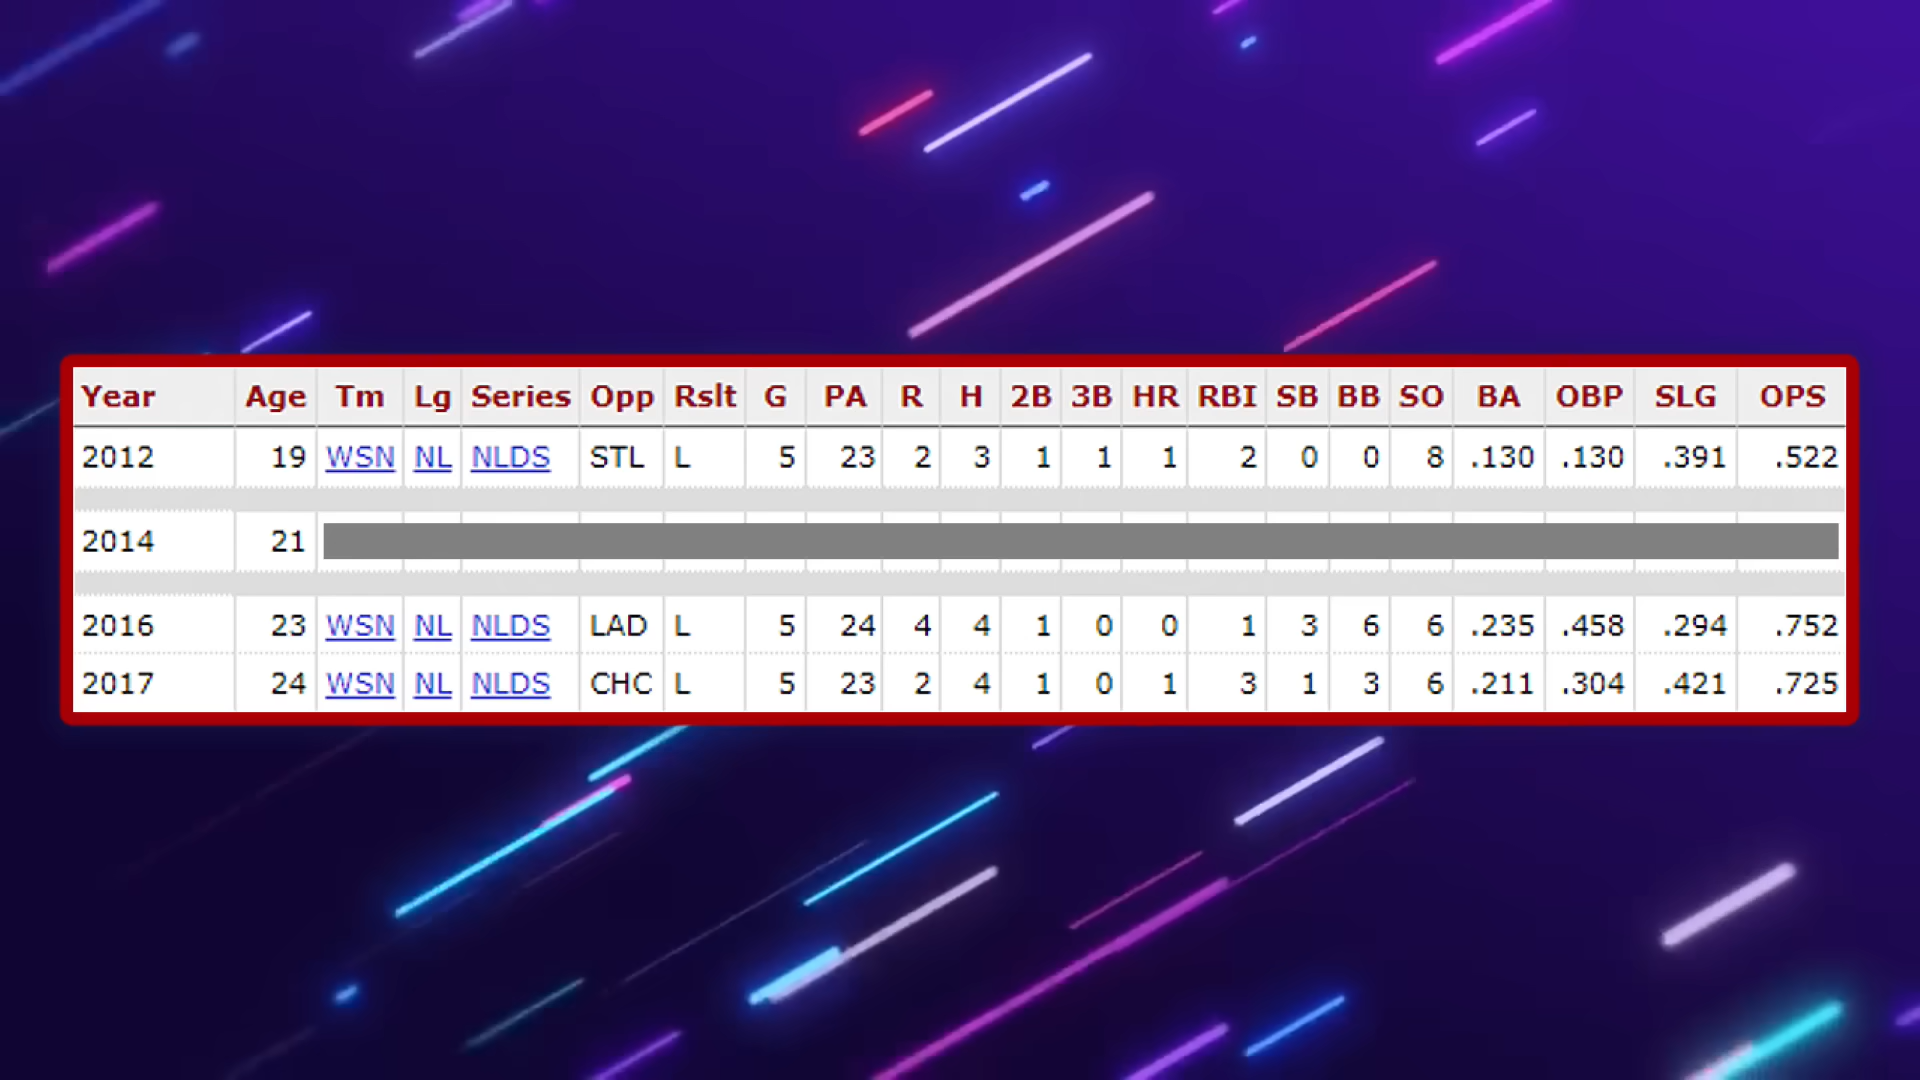 Year Age Tm Lg Series Opp Rslt G PA R H 2B 3B HR RBI SB BB SO BA OBP SLG OPS
2012 19 WSN NL NLDS STL L 5 23 2 3 1 1 1 2 0 0 8 .130 .130 .391 .522
2014 21
2016 23 WSN NL NLDS LAD L 5 24 4 4 1 0 0 1 3 6 6 .235 .458 .294 .752
2017 24 WSN NL NLDS CHC L 5 23 2 4 1 0 1 3 1 3 6 .211 .304 .421 .725